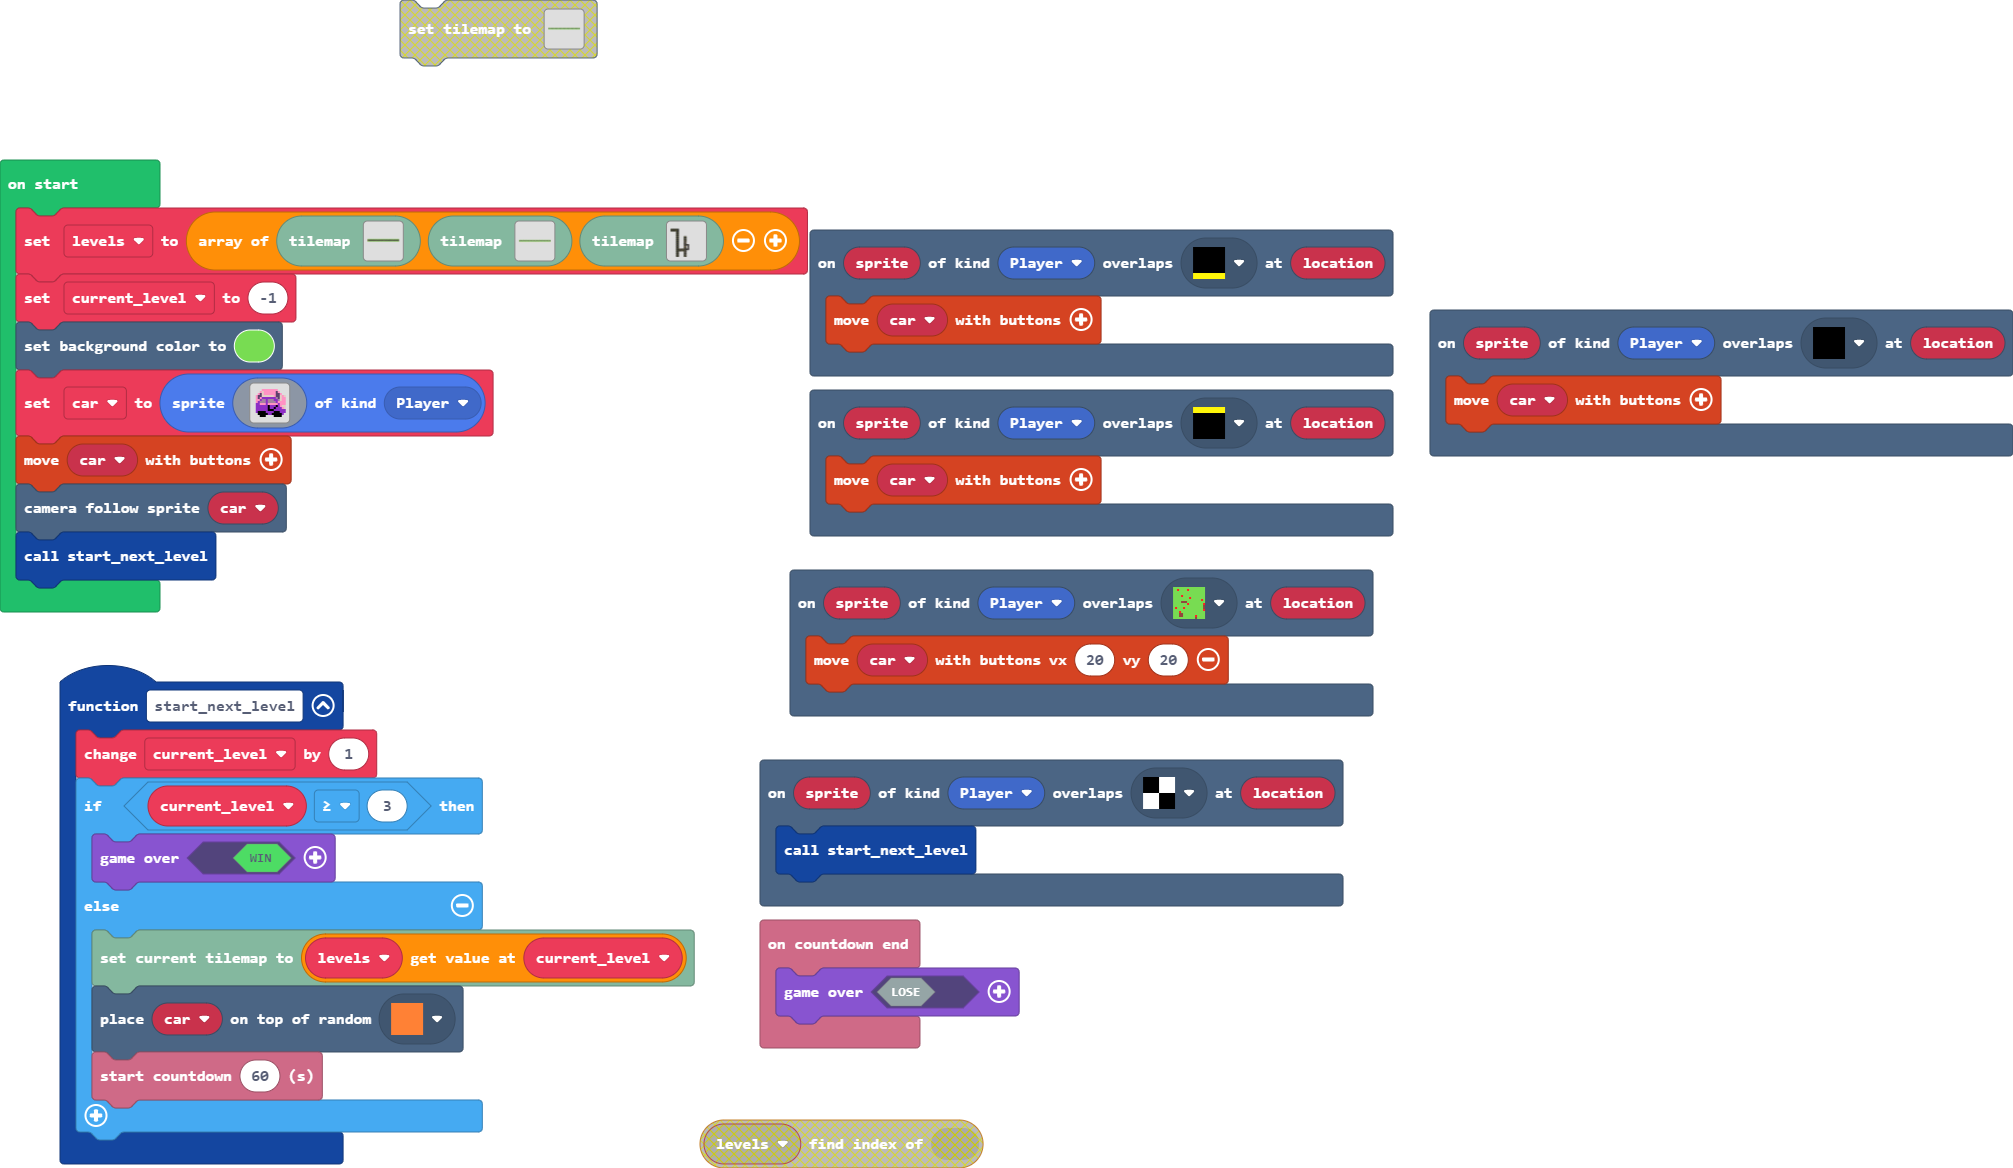 set tilemap to
on start
set levels to array of tilemap tilemap tilemap
set current_level to -1
set background color to
set car to sprite of kind Player
move car with buttons
camera follow sprite car
call start_next_level
function start_next_level
change current_level by 1
if current_level ≥ 3 then
game over WIN
else
set current tilemap to levels get value at current_level
place car on top of random
start countdown 60 (s)
on sprite of kind Player overlaps at location
move car with buttons
on sprite of kind Player overlaps at location
move car with buttons
on sprite of kind Player overlaps at location
move car with buttons vx 20 vy 20
on sprite of kind Player overlaps at location
call start_next_level
on countdown end
game over LOSE
levels find index of
on sprite of kind Player overlaps at location
move car with buttons